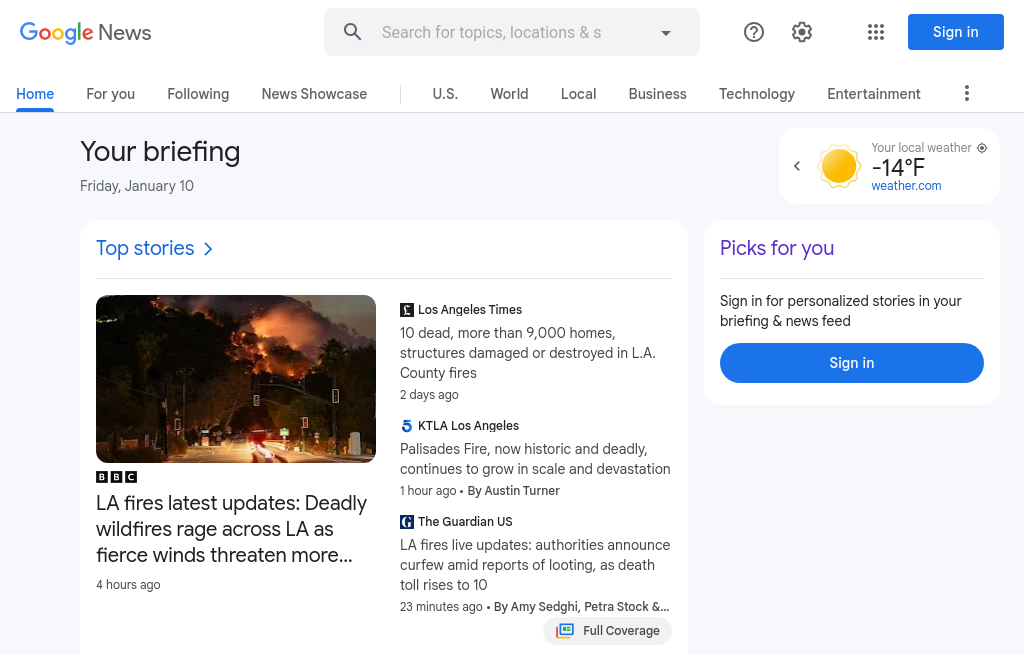 Google News
Search for topics, locations & s
Sign in
Home
For you
Following
News Showcase
U.S.
World
Local
Business
Technology
Entertainment
Your briefing
Friday, January 10
Your local weather
-14°F
weather.com
Top stories
BBC
LA fires latest updates: Deadly
wildfires rage across LA as
fierce winds threaten more...
4 hours ago
Los Angeles Times
10 dead, more than 9,000 homes,
structures damaged or destroyed in L.A.
County fires
2 days ago
5 KTLA Los Angeles
Palisades Fire, now historic and deadly,
continues to grow in scale and devastation
1 hour ago • By Austin Turner
G The Guardian US
LA fires live updates: authorities announce
curfew amid reports of looting, as death
toll rises to 10
23 minutes ago • By Amy Sedghi, Petra Stock &...
Full Coverage
Picks for you
Sign in for personalized stories in your
briefing & news feed
Sign in